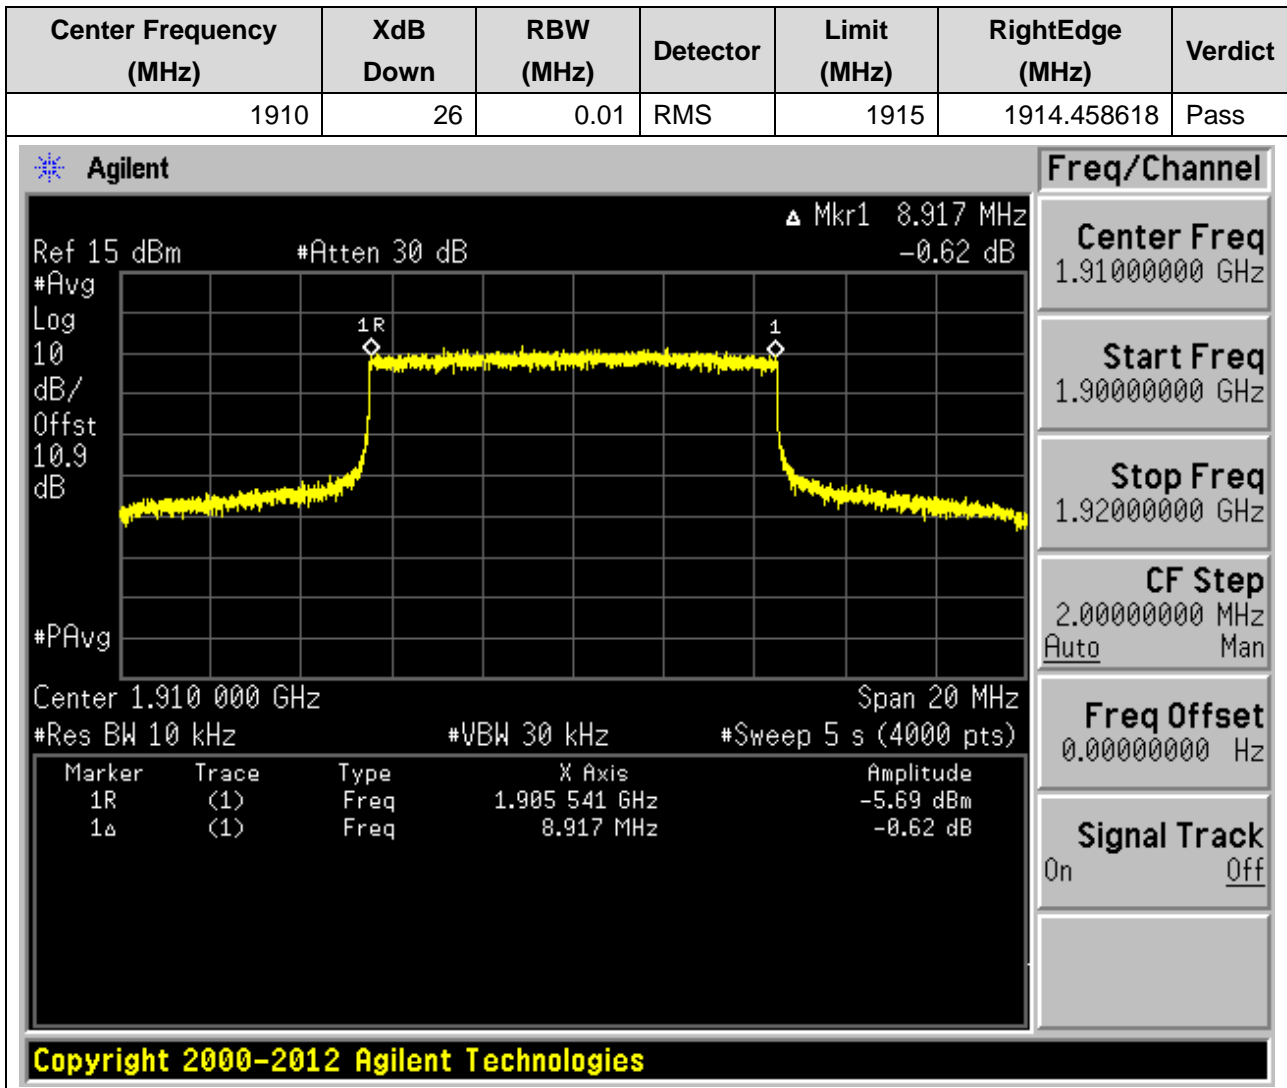 Center Frequency (MHz) XdB Down RBW (MHz) Detector Limit (MHz) RightEdge (MHz) Verdict
1910 26 0.01 RMS 1915 1914.458618 Pass
Agilent
Freq/Channel
Δ Mkr1 8.917 MHz
Ref 15 dBm #Atten 30 dB -0.62 dB
#Avg
Log
10
dB/
Offst
10.9
dB
1R
1
#PAvg
Center 1.910 000 GHz Span 20 MHz
#Res BW 10 kHz #VBW 30 kHz #Sweep 5 s (4000 pts)
Marker Trace Type X Axis Amplitude
1R (1) Freq 1.905 541 GHz -5.69 dBm
1Δ (1) Freq 8.917 MHz -0.62 dB
Center Freq
1.91000000 GHz
Start Freq
1.90000000 GHz
Stop Freq
1.92000000 GHz
CF Step
2.00000000 MHz
Auto Man
Freq Offset
0.00000000 Hz
Signal Track
On Off
Copyright 2000-2012 Agilent Technologies